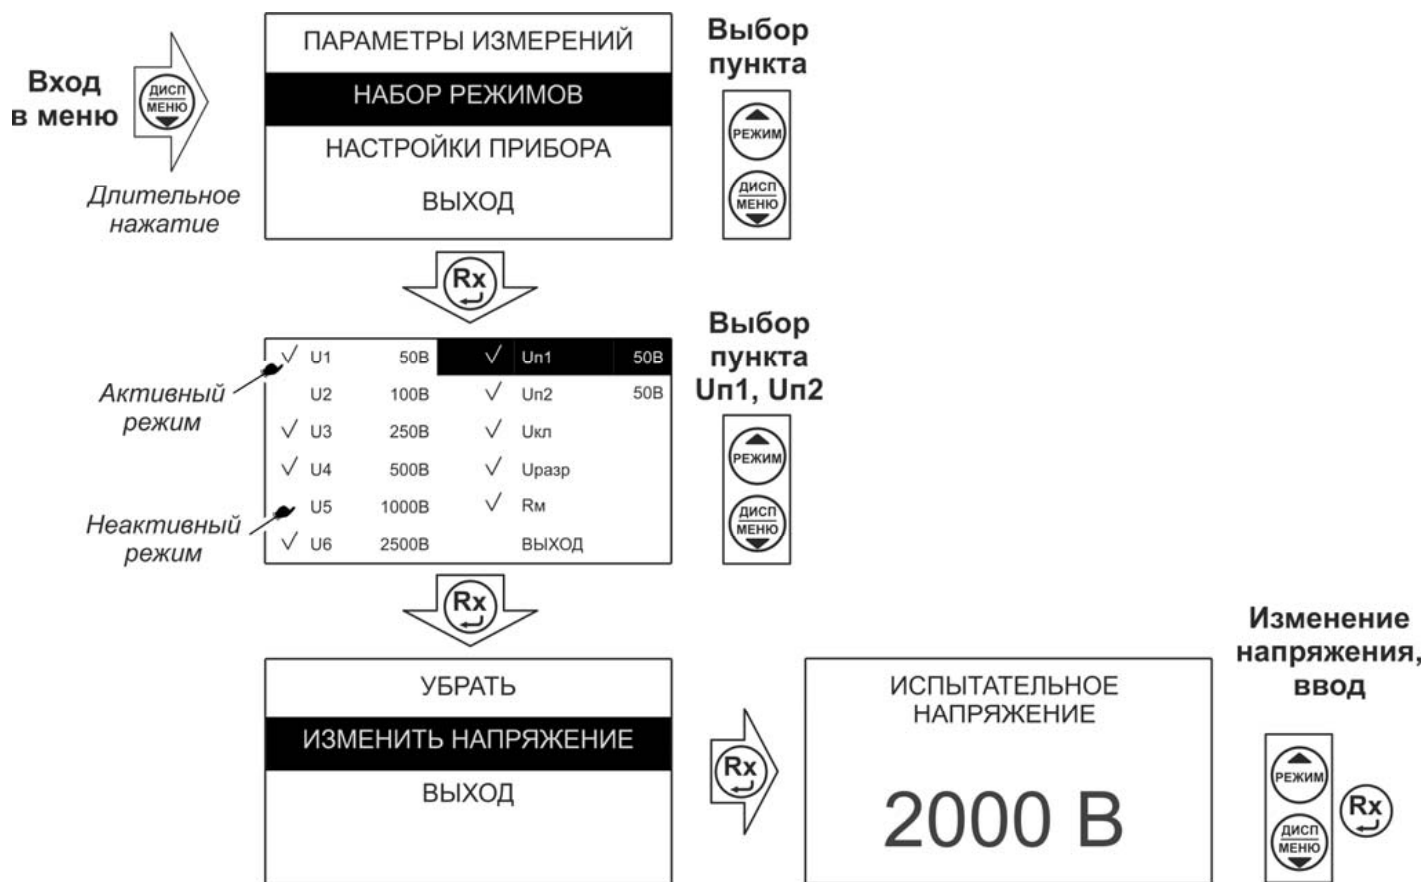 Вход
в меню
ДИСП
МЕНЮ
Длительное
нажатие
ПАРАМЕТРЫ ИЗМЕРЕНИЙ
НАБОР РЕЖИМОВ
НАСТРОЙКИ ПРИБОРА
ВЫХОД
Выбор
пункта
РЕЖИМ
ДИСП
МЕНЮ
Rx
Активный
режим
Неактивный
режим
√ U1 50В √ Uп1 50В
U2 100В √ Uп2 50В
√ U3 250В √ Uкл
√ U4 500В √ Uразр
U5 1000В √ Rм
√ U6 2500В ВЫХОД
Выбор
пункта
Uп1, Uп2
РЕЖИМ
ДИСП
МЕНЮ
Rx
УБРАТЬ
ИЗМЕНИТЬ НАПРЯЖЕНИЕ
ВЫХОД
Rx
ИСПЫТАТЕЛЬНОЕ
НАПРЯЖЕНИЕ
2000 В
Изменение
напряжения,
ввод
РЕЖИМ
ДИСП
МЕНЮ
Rx